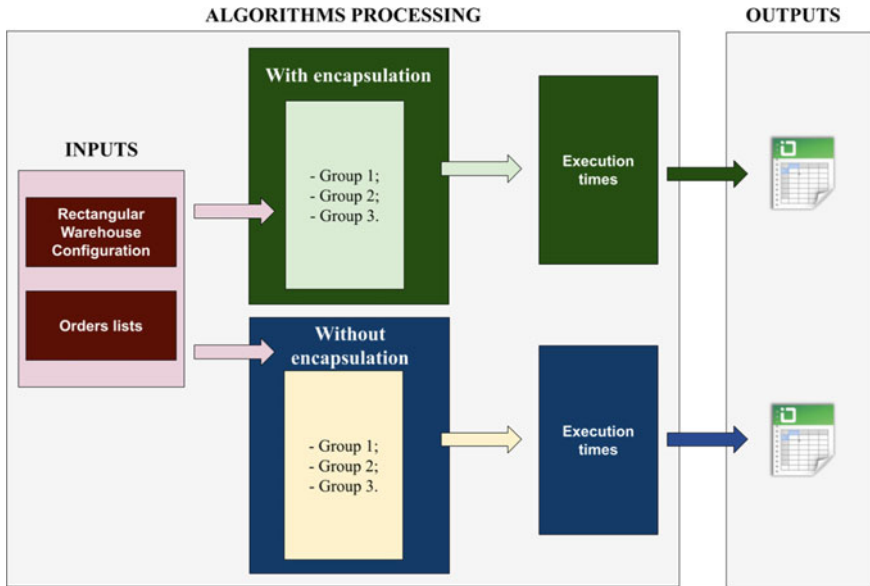 ALGORITHMS PROCESSING
OUTPUTS
INPUTS
Rectangular
Warehouse
Configuration
Orders lists
With encapsulation
- Group 1;
- Group 2;
- Group 3.
Execution
times
Without
encapsulation
- Group 1;
- Group 2;
- Group 3.
Execution
times